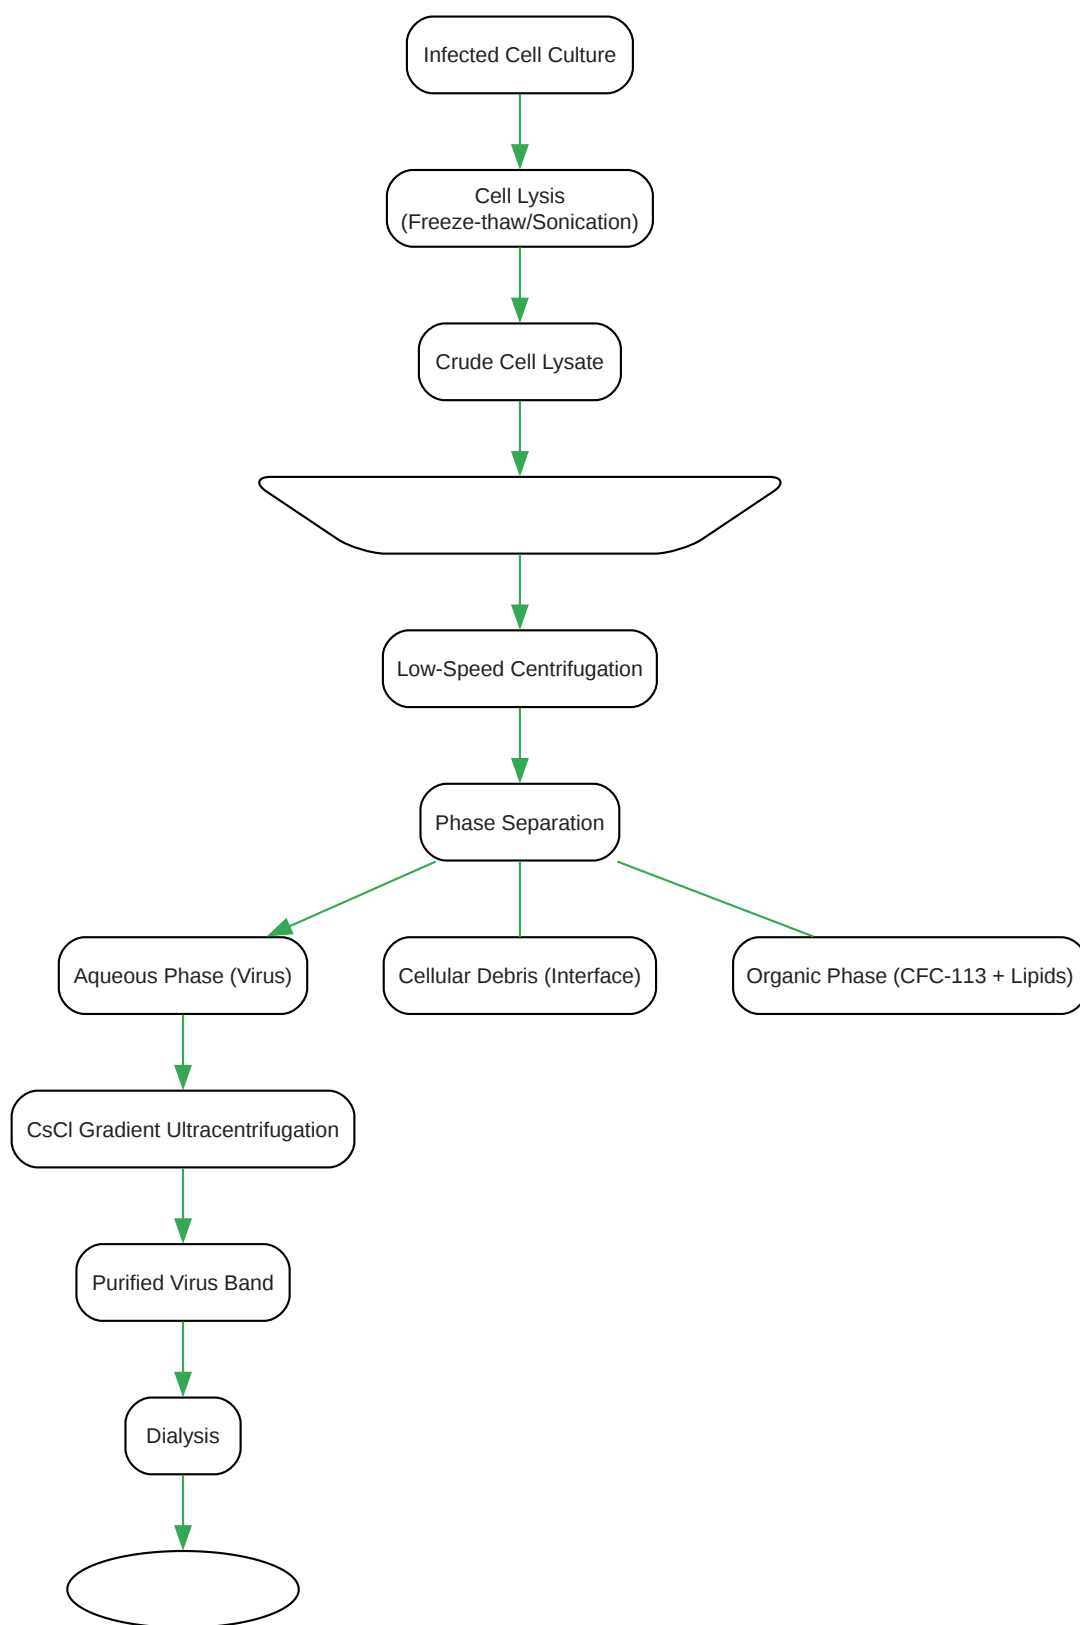 Infected Cell Culture
Cell Lysis
(Freeze-thaw/Sonication)
Crude Cell Lysate
Low-Speed Centrifugation
Phase Separation
Aqueous Phase (Virus)
Cellular Debris (Interface)
Organic Phase (CFC-113 + Lipids)
CsCl Gradient Ultracentrifugation
Purified Virus Band
Dialysis